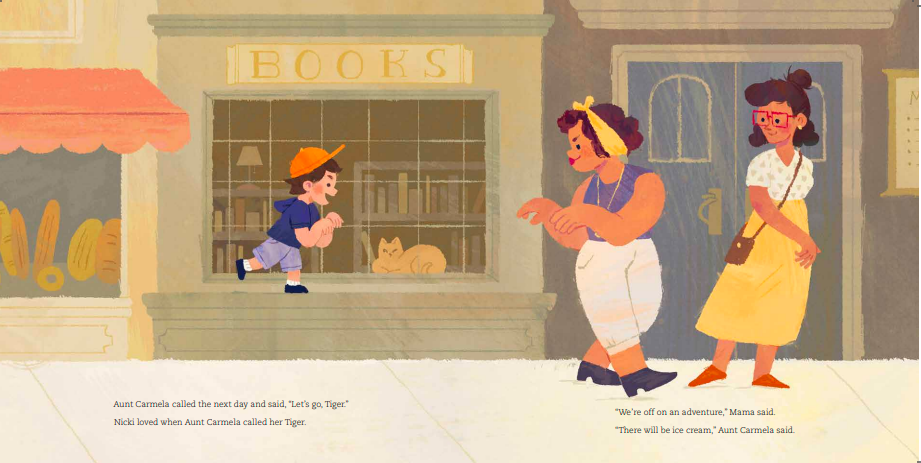 BOOKS
M
Aunt Carmela called the next day and said, “Let’s go, Tiger.”
Nicki loved when Aunt Carmela called her Tiger.
“We’re off on an adventure,” Mama said.
“There will be ice cream,” Aunt Carmela said.